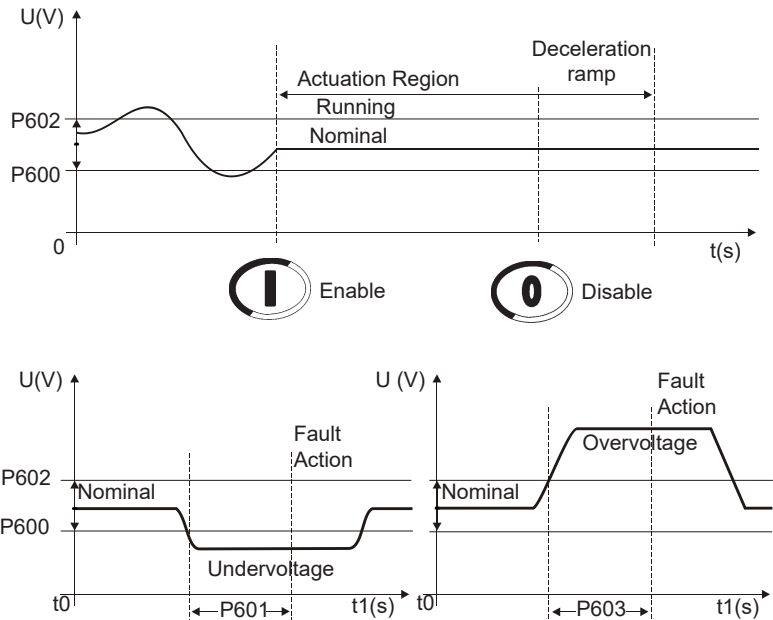 U(V)
Deceleration
ramp
Actuation Region
Running
P602
Nominal
P600
0
t(s)
I Enable
0 Disable
U(V)
Fault
Action
P602
Nominal
P600
Undervoltage
t0
P601
t1(s)
U (V)
Fault
Action
Overvoltage
Nominal
t0
P603
t1(s)